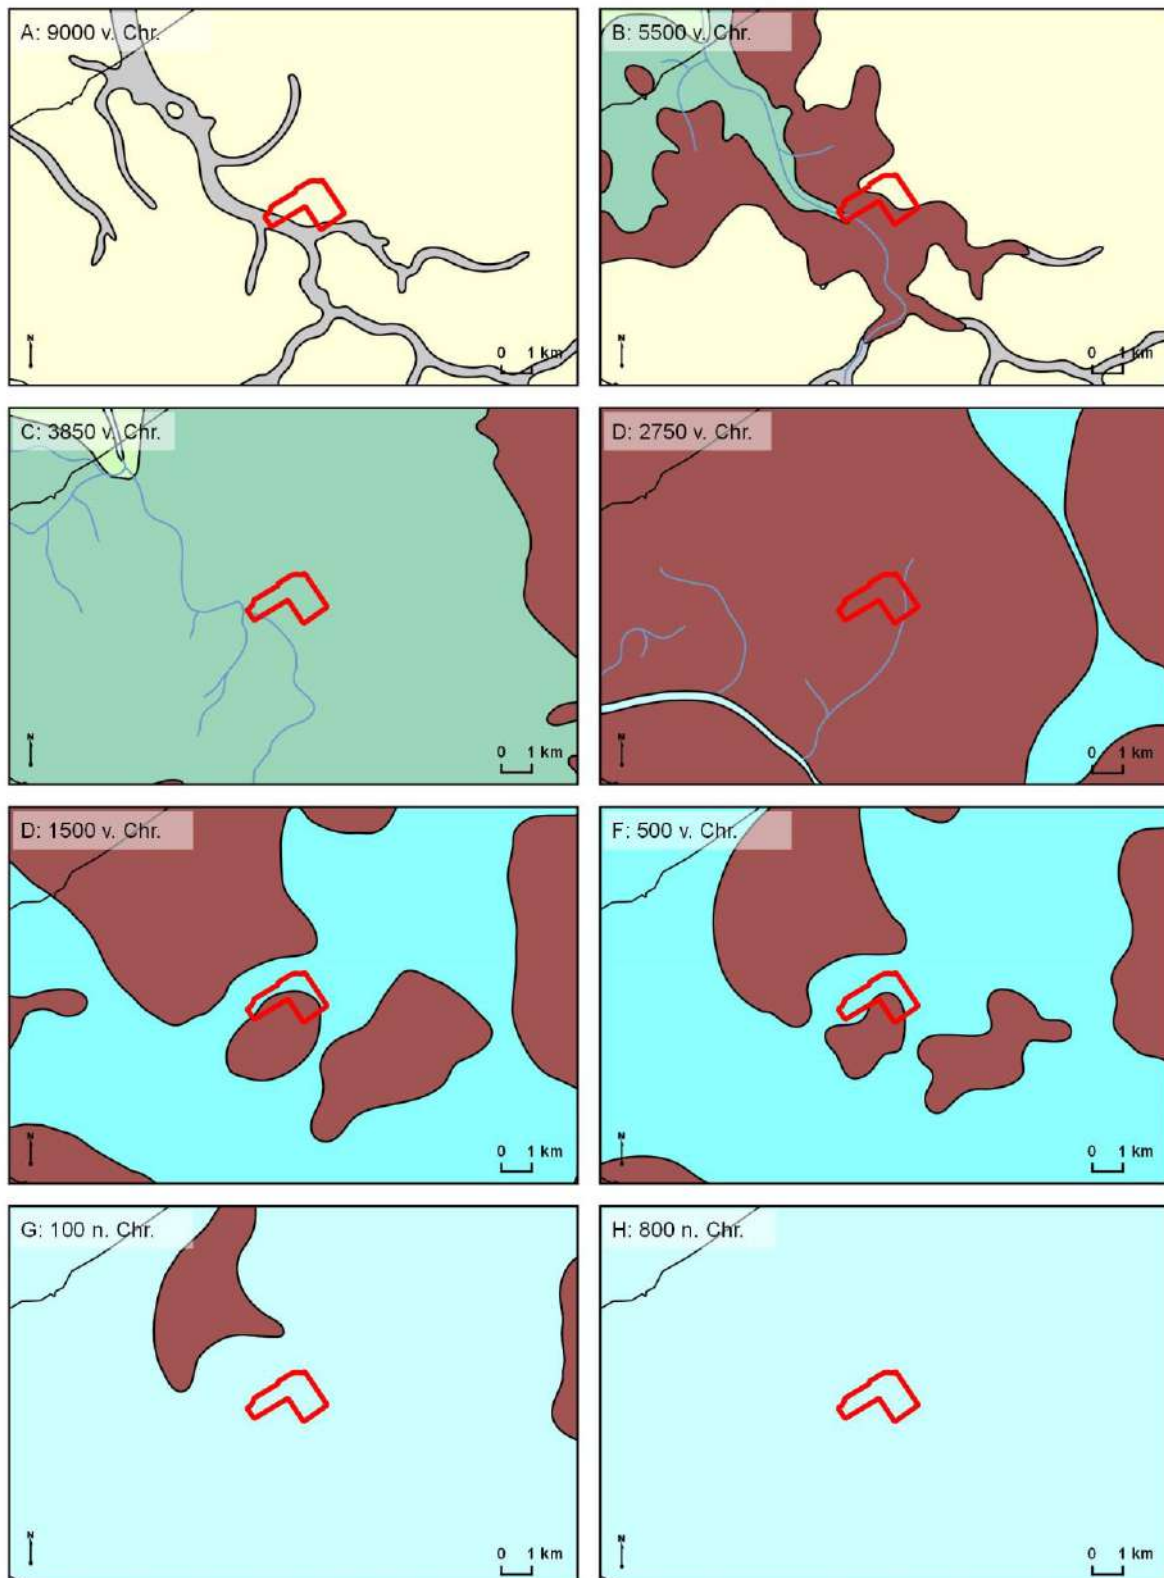 A: 9000 v. Chr.
N
0 1 km
B: 5500 v. Chr.
N
0 1 km
C: 3850 v. Chr.
N
0 1 km
D: 2750 v. Chr.
N
0 1 km
D: 1500 v. Chr.
N
0 1 km
F: 500 v. Chr.
N
0 1 km
G: 100 n. Chr.
N
0 1 km
H: 800 n. Chr.
N
0 1 km